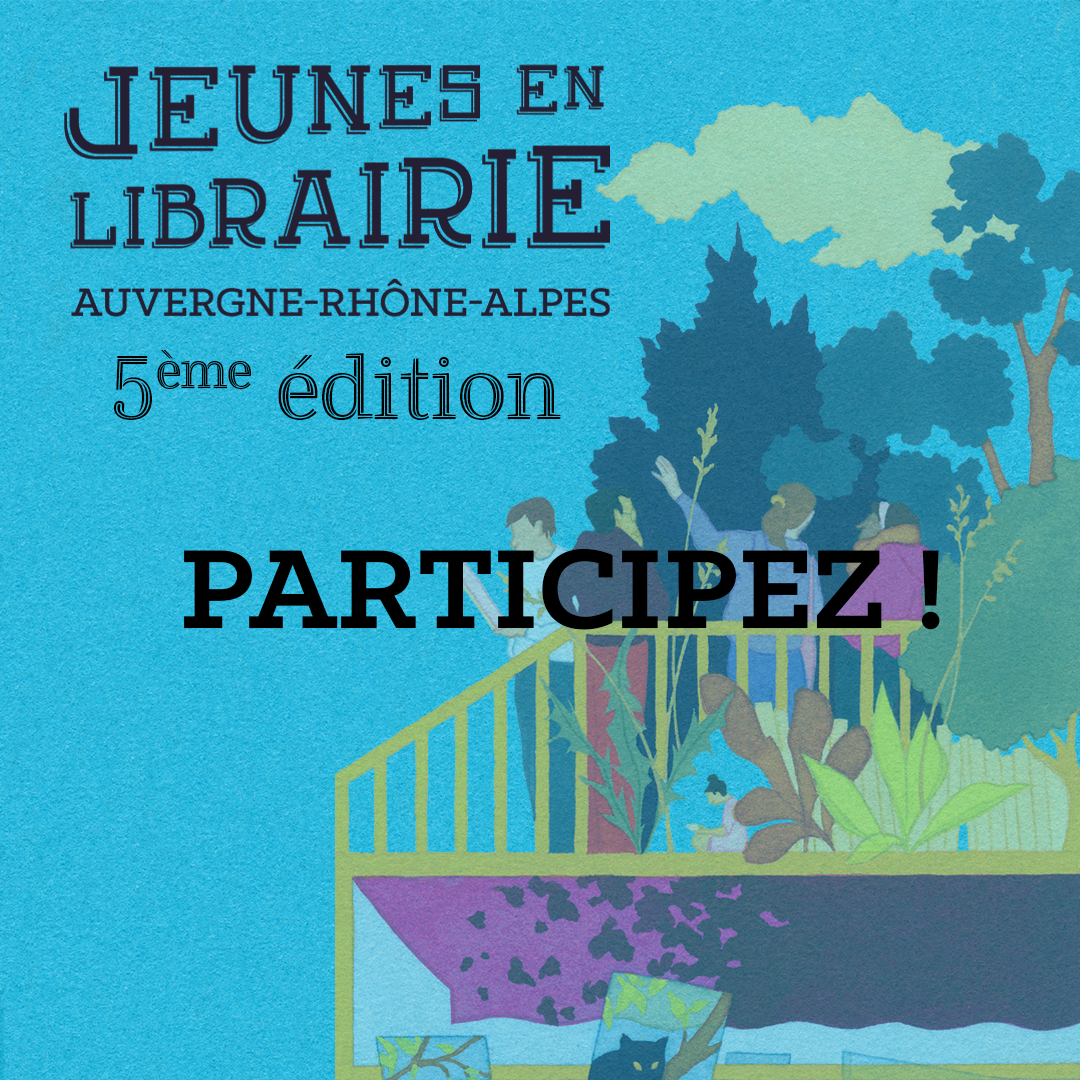 JEUNES EN
LIBRAIRIE
AUVERGNE-RHÔNE-ALPES
5ème édition
PARTICIPEZ !